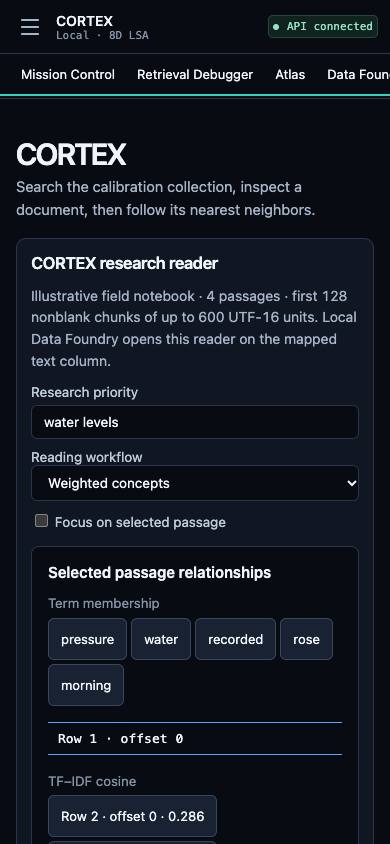 CORTEX
Local · 8D LSA
API connected
Mission Control Retrieval Debugger Atlas Data Foun
CORTEX
Search the calibration collection, inspect a
document, then follow its nearest neighbors.
CORTEX research reader
Illustrative field notebook · 4 passages · first 128
nonblank chunks of up to 600 UTF-16 units. Local
Data Foundry opens this reader on the mapped
text column.
Research priority
water levels
Reading workflow
Weighted concepts
Focus on selected passage
Selected passage relationships
Term membership
pressure water recorded rose
morning
Row 1 · offset 0
TF–IDF cosine
Row 2 · offset 0 · 0.286